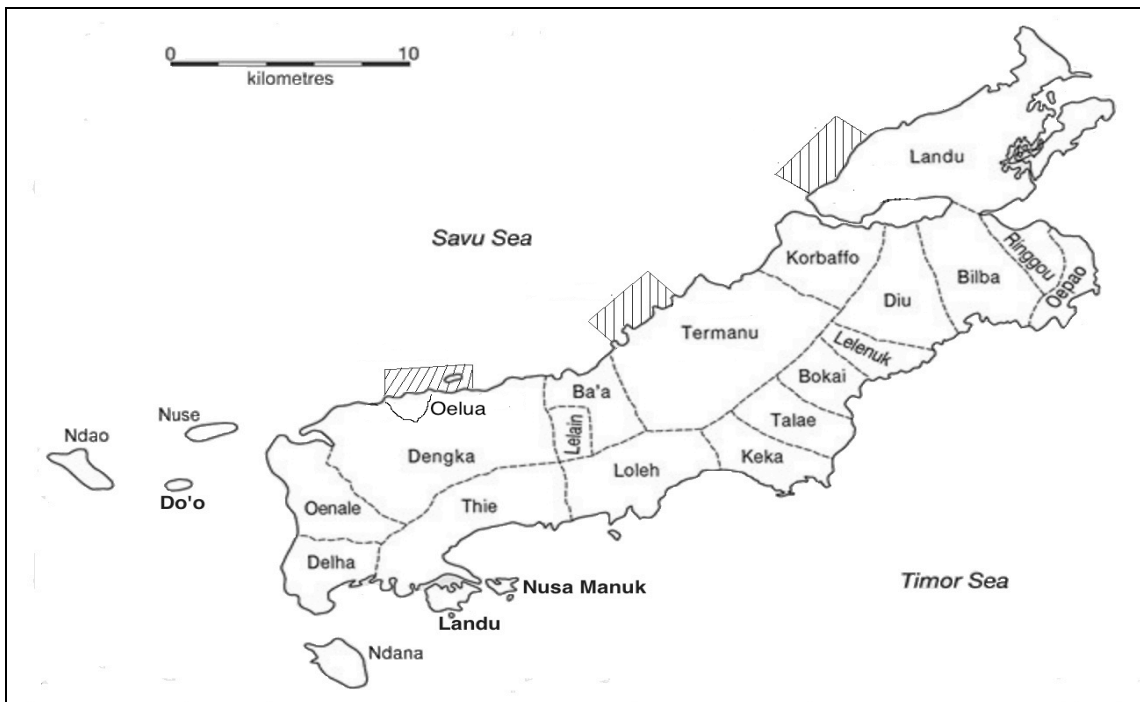 0 10
kilometres
Landu
Savu Sea
Korbaffo
Ringgou
Bilba
Oepao
Diu
Termanu
Lelenuk
Bokai
Ba'a
Oelua
Nuse
Talae
Ndao
Lelain
Dengka
Keka
Loleh
Do'o
Oenale
Thie
Delha
Timor Sea
Nusa Manuk
Landu
Ndana